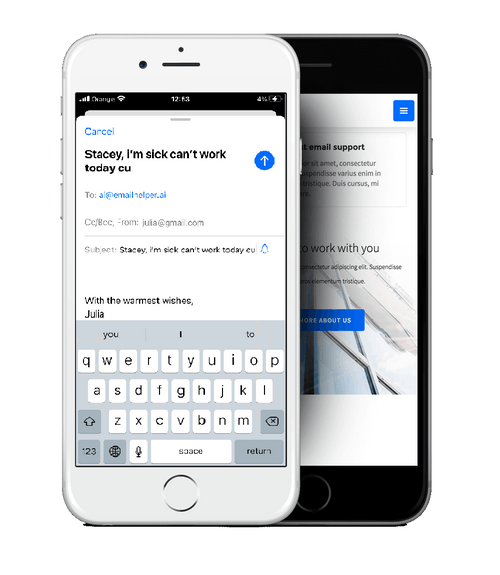 Orange 12:53 4%
Cancel
Stacey, i'm sick can't work
today cu
To: ai@emailhelper.ai
Cc/Bcc, From: julia@gmail.com
Subject: Stacey, i'm sick can't work today cu
With the warmest wishes,
Julia
you I to
q w e r t y u i o p
a s d f g h j k l
z x c v b n m
123 space return
t email support
er sit amet, consectetur
spendisse varius enim in
tristique. Duis cursus, mi
o work with you
onsectetur adipiscing elit. Suspendisse
s elementum tristique.
MORE ABOUT US